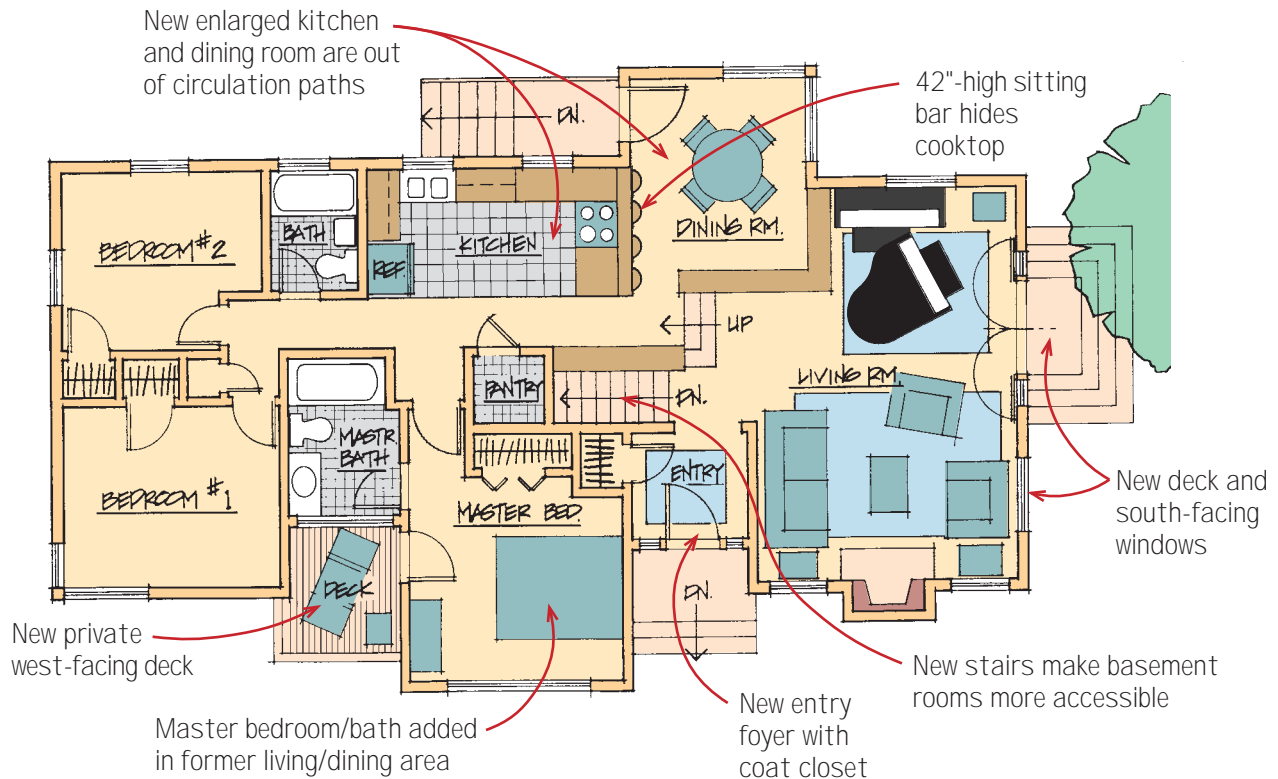 New enlarged kitchen
and dining room are out
of circulation paths
42"-high sitting
bar hides
cooktop
DN.
DINING RM.
BATH
KITCHEN
BEDROOM #2
REF.
UP
LIVING RM.
PANTRY
DN.
MASTR.
BATH
ENTRY
BEDROOM #1
MASTER BED.
New deck and
south-facing
windows
DECK
DN.
New private
west-facing deck
New stairs make basement
rooms more accessible
New entry
foyer with
coat closet
Master bedroom/bath added
in former living/dining area